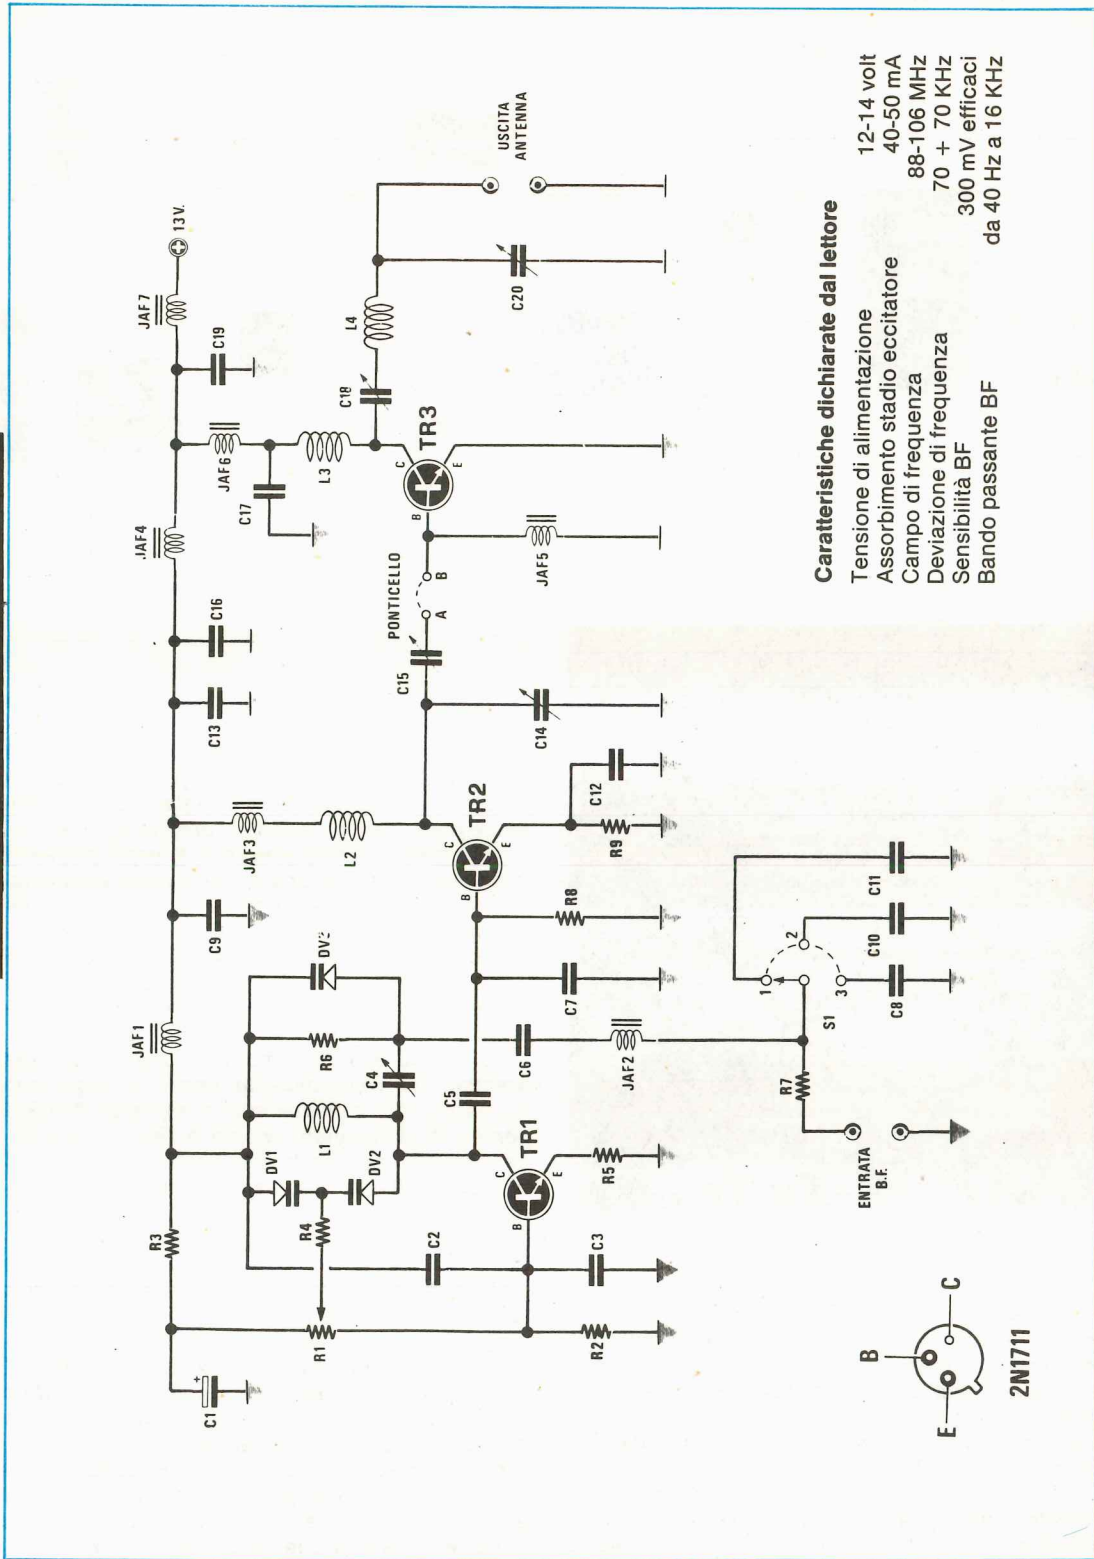 JAF7
13V.
JAF4
C19
JAF6
C17
L3
C18
L4
USCITA
ANTENNA
C20
TR3
C
B
E
JAF5
PONTICELLO
A
B
C15
C14
C16
C13
JAF3
L2
TR2
C
B
E
C12
R9
R8
C9
JAF1
DV3
R6
C4
L1
DV1
DV2
R4
C5
C7
C6
JAF2
TR1
C
B
E
R5
R3
C2
C3
R1
R2
C1
+
R7
ENTRATA
B.F.
S1
1
2
3
C8
C10
C11
B
E
C
2N1711
Caratteristiche dichiarate dal lettore
Tensione di alimentazione 12-14 volt
Assorbimento stadio eccitatore 40-50 mA
Campo di frequenza 88-106 MHz
Deviazione di frequenza 70 + 70 KHz
Sensibilità BF 300 mV efficaci
Bando passante BF da 40 Hz a 16 KHz